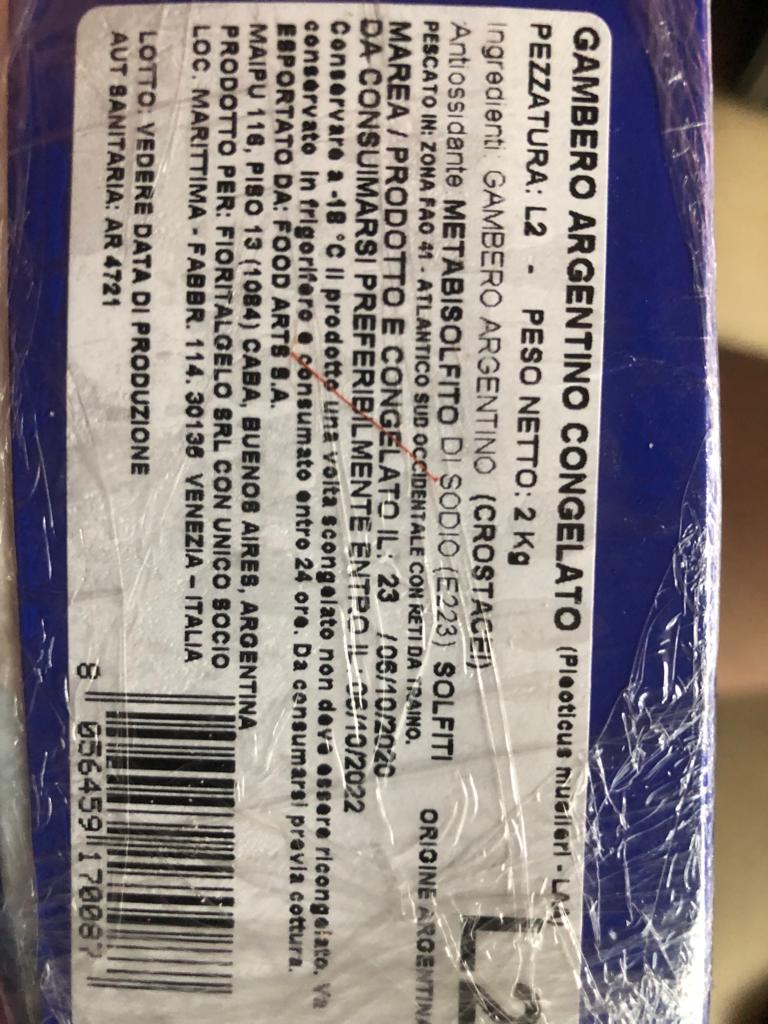 GAMBERO ARGENTINO CONGELATO (Pleoticus muelleri - LAA)
PEZZATURA: L2 - PESO NETTO: 2 Kg
L2
Ingredienti: GAMBERO ARGENTINO (CROSTACEI)
Antiossidante METABISOLFITO DI SODIO (E223) SOLFITI
PESCATO IN: ZONA FAO 41 - ATLANTICO SUD OCCIDENTALE CON RETI DA TRAINO. ORIGINE ARGENTINA
MAREA / PRODOTTO E CONGELATO IL: 23 /06/10/2020
DA CONSUIMARSI PREFERIBILMENTE ENTRO IL 06/10/2022
Conservare a -18 °C il prodotto una volta scongelato non deve essere ricongelato. Va
conservato in frigorifero e consumato entro 24 ore. Da consumarsi previa cottura.
ESPORTATO DA: FOOD ARTS S.A.
MAIPU 116, PISO 13 (1084) CABA, BUENOS AIRES, ARGENTINA
PRODOTTO PER: FIORITALGELO SRL CON UNICO SOCIO
LOC. MARITTIMA - FABBR. 114. 30136 VENEZIA - ITALIA
LOTTO: VEDERE DATA DI PRODUZIONE
AUT SANITARIA: AR 4721
8 056459 170087